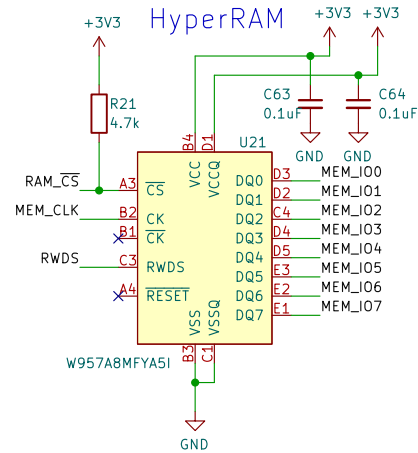 HyperRAM
+3V3
+3V3
+3V3
R21
4.7k
C63
0.1uF
C64
0.1uF
GND
GND
B4
D1
U21
VCC
VCCQ
RAM_CS
A3
CS
MEM_CLK
B2
CK
B1
CK
RWDS
C3
RWDS
A4
RESET
DQ0
D3
MEM_IO0
DQ1
D2
MEM_IO1
DQ2
C4
MEM_IO2
DQ3
D4
MEM_IO3
DQ4
D5
MEM_IO4
DQ5
E3
MEM_IO5
DQ6
E2
MEM_IO6
DQ7
E1
MEM_IO7
VSS
VSSQ
B3
C1
W957A8MFYA5I
GND